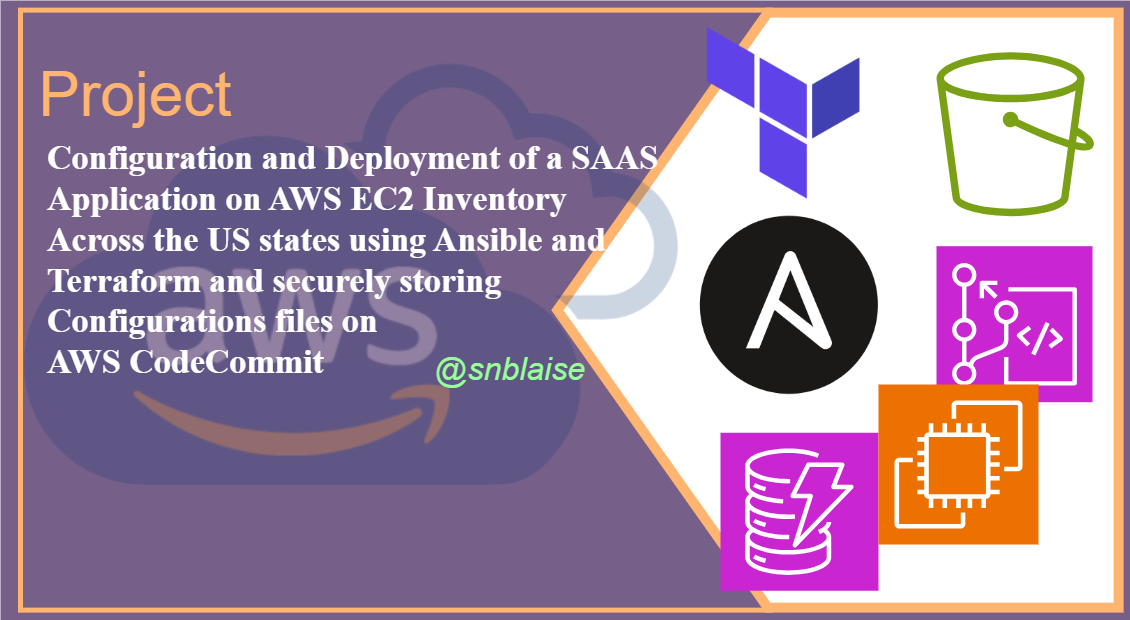 Project
Configuration and Deployment of a SAAS
Application on AWS EC2 Inventory
Across the US states using Ansible and
Terraform and securely storing
Configurations files on
AWS CodeCommit
@snblaise
aws